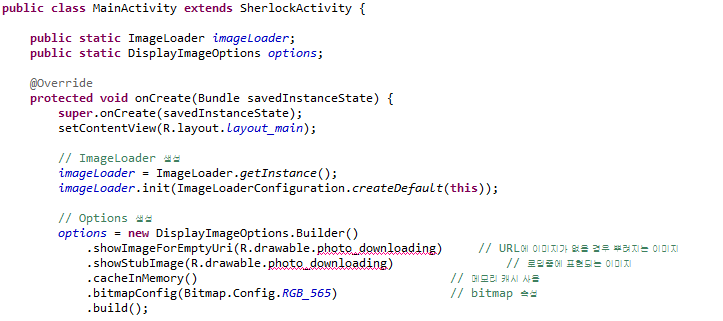 public class MainActivity extends SherlockActivity {
public static ImageLoader imageLoader;
public static DisplayImageOptions options;
@Override
protected void onCreate(Bundle savedInstanceState) {
super.onCreate(savedInstanceState);
setContentView(R.layout.layout_main);
// ImageLoader 생성
imageLoader = ImageLoader.getInstance();
imageLoader.init(ImageLoaderConfiguration.createDefault(this));
// Options 생성
options = new DisplayImageOptions.Builder()
.showImageForEmptyUri(R.drawable.photo_downloading) // URL에 이미지가 없을 경우 뿌려지는 이미지
.showStubImage(R.drawable.photo_downloading) // 로딩중에 표현되는 이미지
.cacheInMemory() // 메모리 캐시 사용
.bitmapConfig(Bitmap.Config.RGB_565) // bitmap 속성
.build();